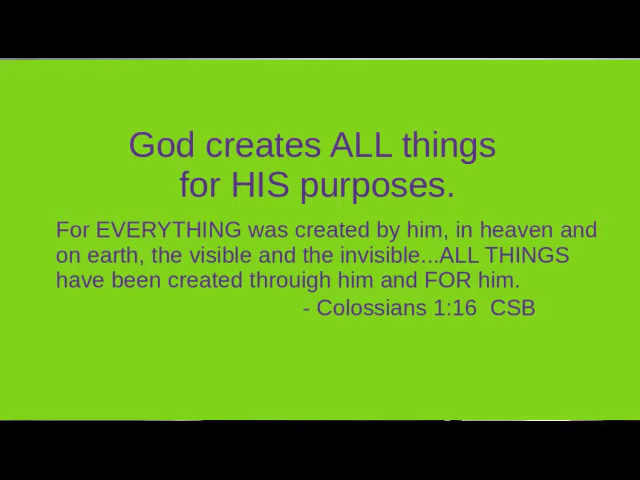 God creates ALL things
for HIS purposes.
For EVERYTHING was created by him, in heaven and
on earth, the visible and the invisible...ALL THINGS
have been created throuigh him and FOR him.
- Colossians 1:16  CSB